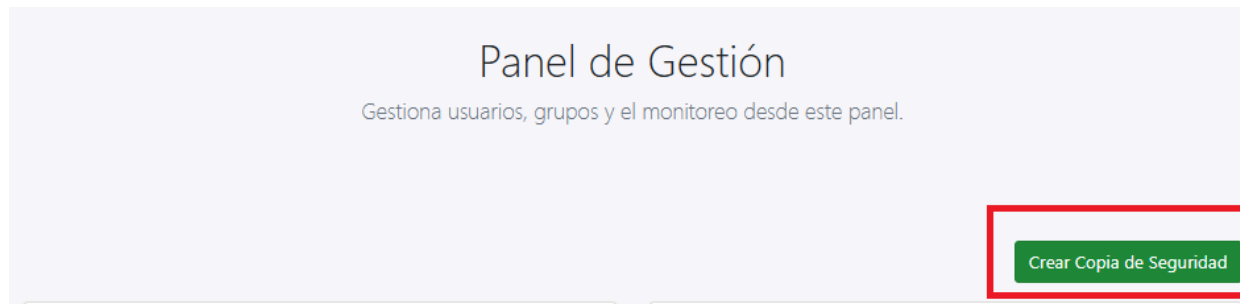 Panel de Gestión
Gestiona usuarios, grupos y el monitoreo desde este panel.
Crear Copia de Seguridad